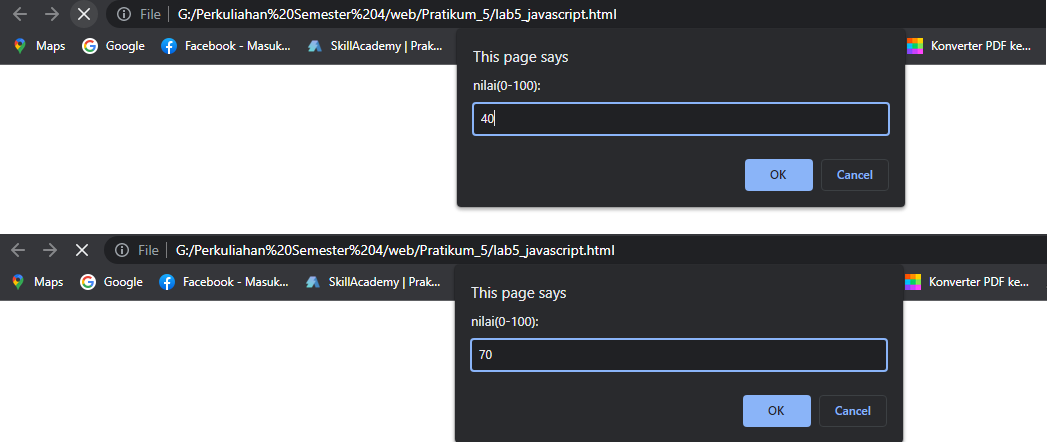 File G:/Perkuliahan%20Semester%204/web/Pratikum_5/lab5_javascript.html
Maps Google Facebook - Masuk... SkillAcademy | Prak... Konverter PDF ke...
This page says
nilai(0-100):
40
OK Cancel
File G:/Perkuliahan%20Semester%204/web/Pratikum_5/lab5_javascript.html
Maps Google Facebook - Masuk... SkillAcademy | Prak... Konverter PDF ke...
This page says
nilai(0-100):
70
OK Cancel